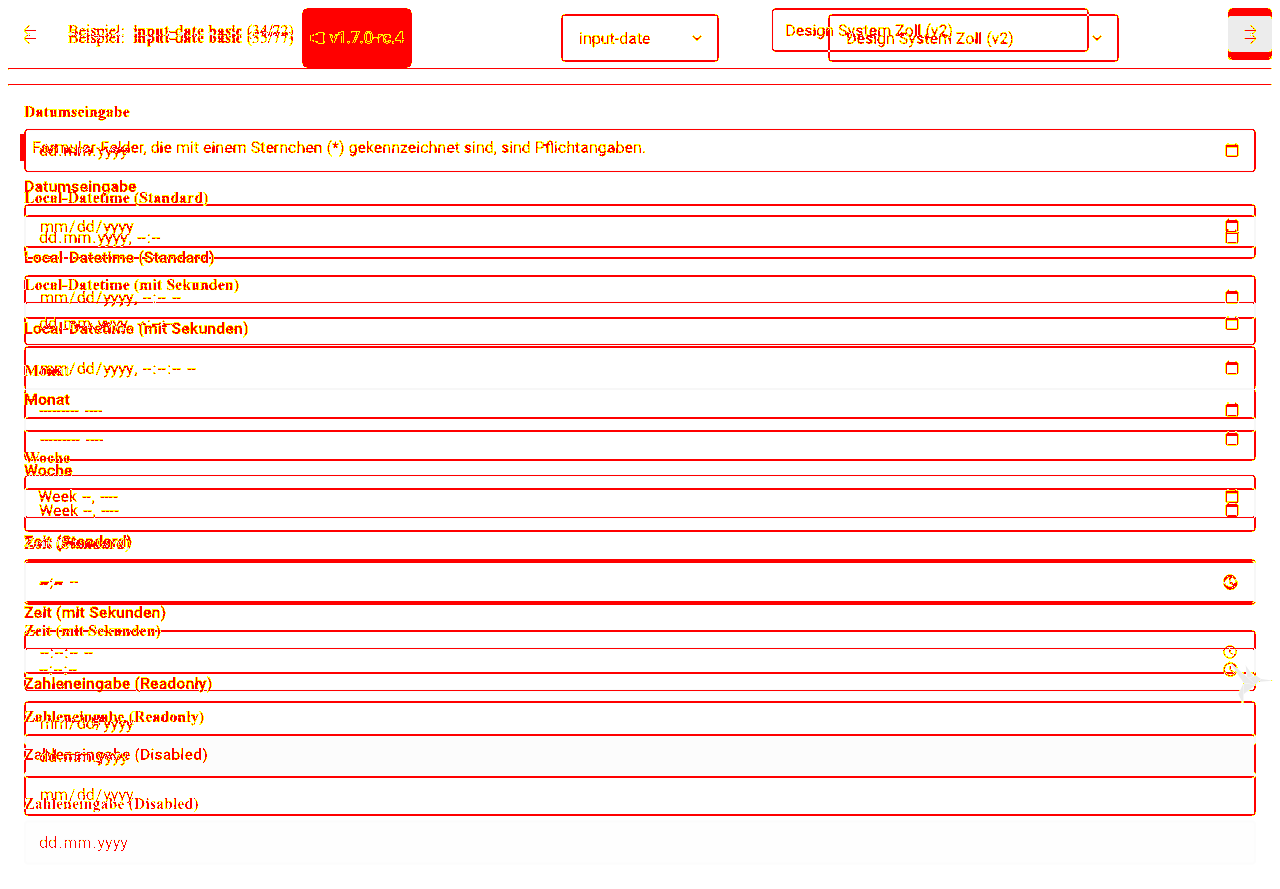 Beispiel: input-date basic (34/73)
Beispiel: input-date basic (33/77)
v1.7.0-rc.4
input-date
Design System Zoll (v2)
Design System Zoll (v2)
Datumseingabe
Formular-Felder, die mit einem Sternchen (*) gekennzeichnet sind, sind Pflichtangaben.
dd.mm.yyyy
Datumseingabe
Local-Datetime (Standard)
mm/dd/yyyy
dd.mm.yyyy, --:--
Local-Datetime (Standard)
Local-Datetime (mit Sekunden)
mm/dd/yyyy, --:-- --
Local-Datetime (mit Sekunden)
mm/dd/yyyy, --:--:-- --
Monat
Monat
--------- ----
--------- ----
Woche
Woche
Week --, ----
Week --, ----
Zeit (Standard)
Zeit (Standard)
--:-- --
Zeit (mit Sekunden)
Zeit (mit Sekunden)
--:--:-- --
--:--:--
Zahleneingabe (Readonly)
Zahleneingabe (Readonly)
mm/dd/yyyy
Zahleneingabe (Disabled)
dd.mm.yyyy
mm/dd/yyyy
Zahleneingabe (Disabled)
dd.mm.yyyy